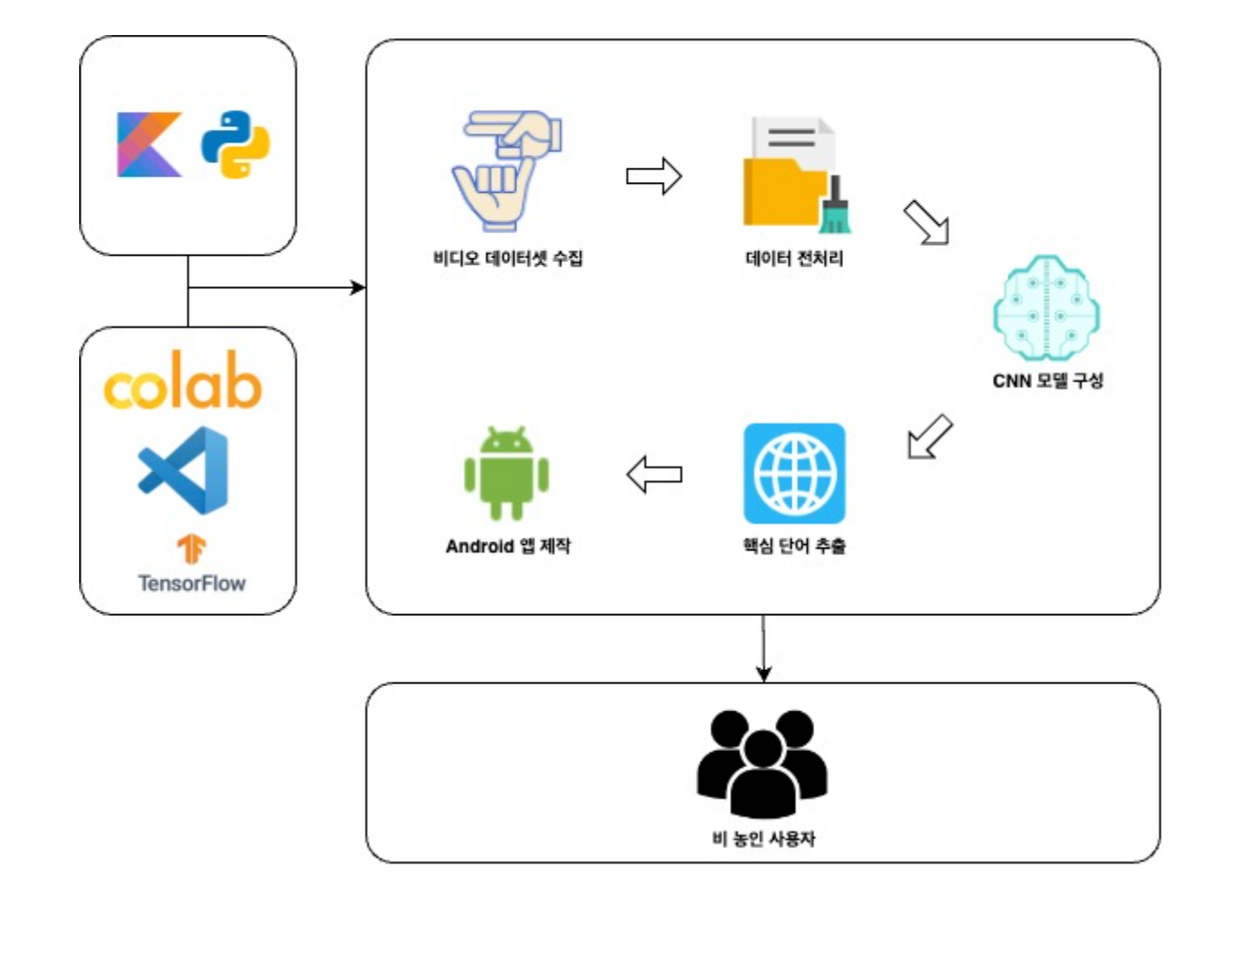 colab
TensorFlow
비디오 데이터셋 수집
데이터 전처리
CNN 모델 구성
핵심 단어 추출
Android 앱 제작
비 농인 사용자